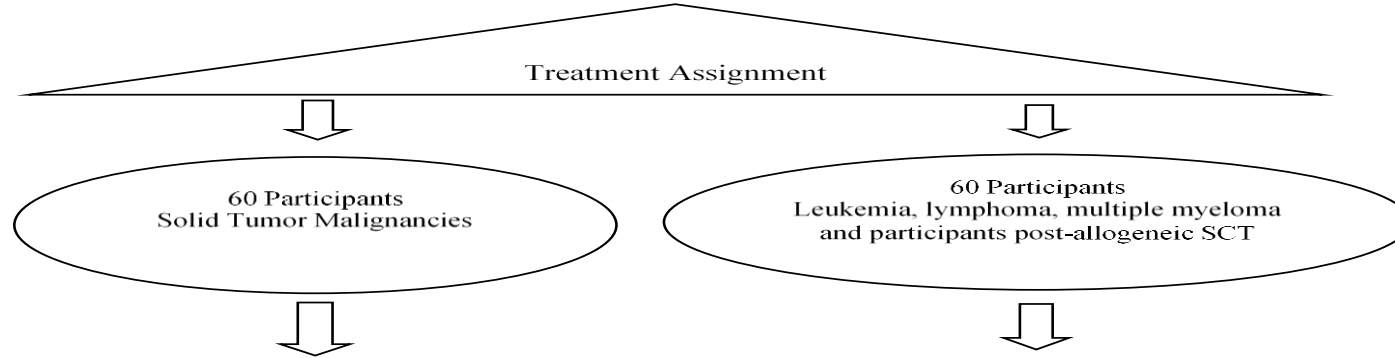 Treatment Assignment
60 Participants
Solid Tumor Malignancies
60 Participants
Leukemia, lymphoma, multiple myeloma
and participants post-allogeneic SCT